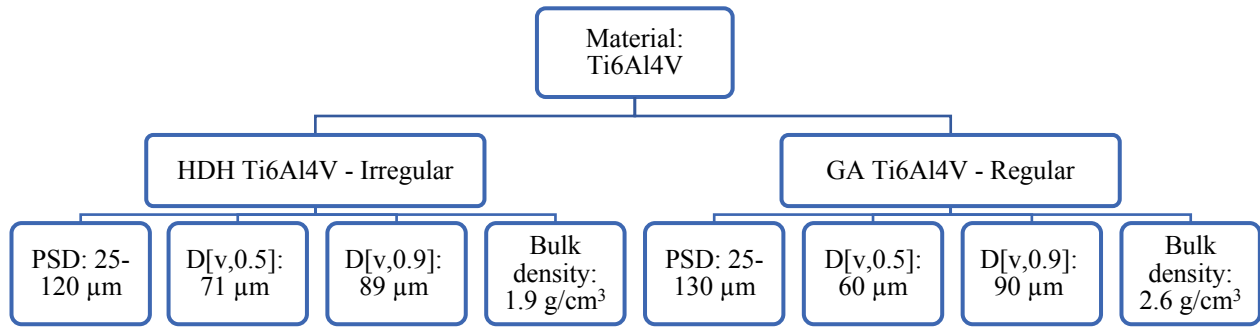 Material:
Ti6Al4V
HDH Ti6Al4V - Irregular
GA Ti6Al4V - Regular
PSD: 25-
120 µm
D[v,0.5]:
71 µm
D[v,0.9]:
89 µm
Bulk
density:
1.9 g/cm³
PSD: 25-
130 µm
D[v,0.5]:
60 µm
D[v,0.9]:
90 µm
Bulk
density:
2.6 g/cm³